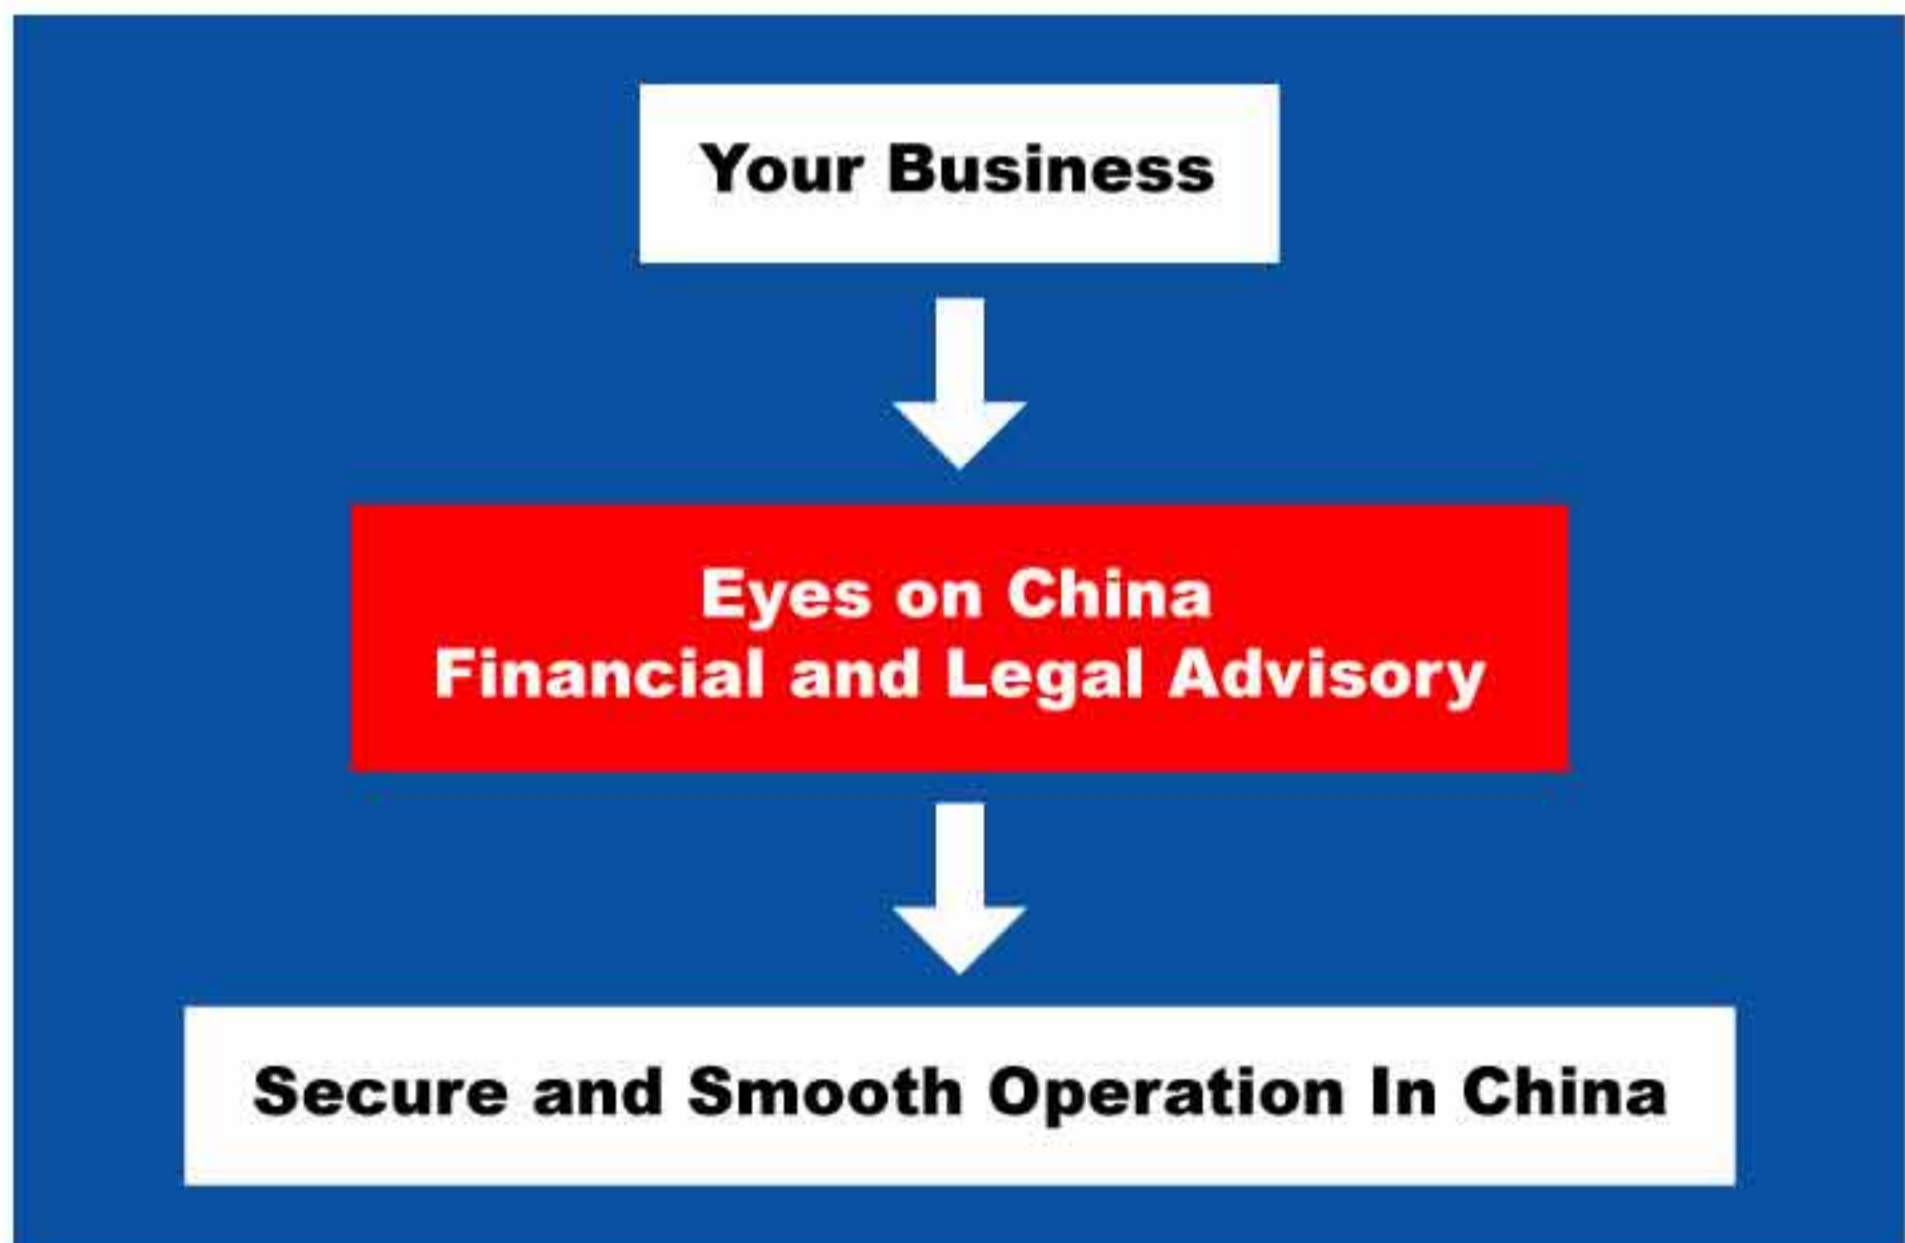 Your Business
Eyes on China
Financial and Legal Advisory
Secure and Smooth Operation In China